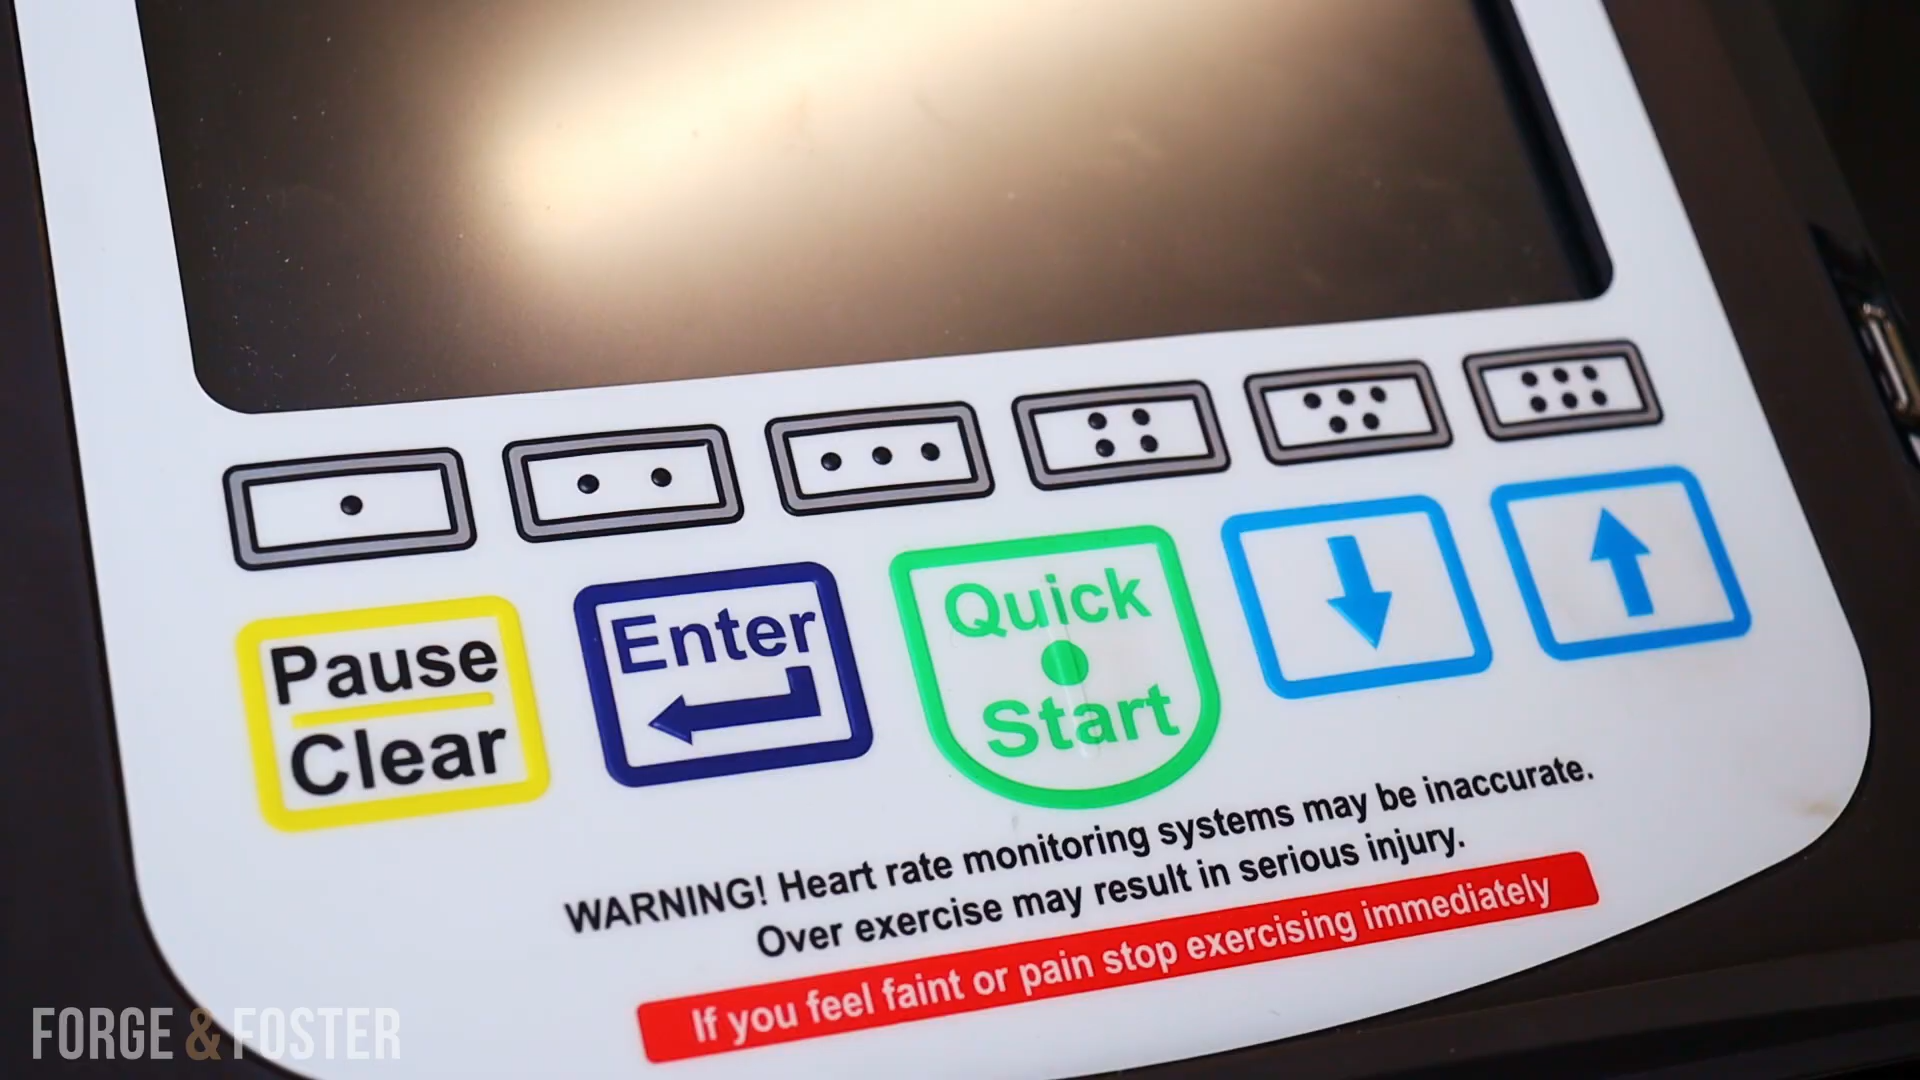 Pause
Clear
Enter
Quick
Start
WARNING! Heart rate monitoring systems may be inaccurate.
Over exercise may result in serious injury.
If you feel faint or pain stop exercising immediately
FORGE & FOSTER